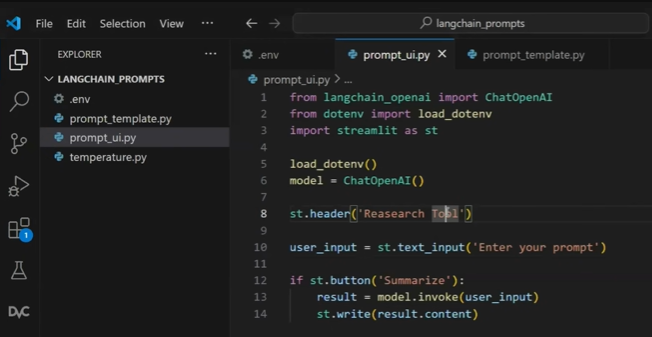 File Edit Selection View ... langchain_prompts
EXPLORER ...
LANGCHAIN_PROMPTS
.env
prompt_template.py
prompt_ui.py
temperature.py
1
DVC
.env prompt_ui.py prompt_template.py
prompt_ui.py > ...
1 from langchain_openai import ChatOpenAI
2 from dotenv import load_dotenv
3 import streamlit as st
4
5 load_dotenv()
6 model = ChatOpenAI()
7
8 st.header('Reasearch Tool')
9
10 user_input = st.text_input('Enter your prompt')
11
12 if st.button('Summarize'):
13 result = model.invoke(user_input)
14 st.write(result.content)